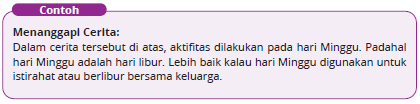 Contoh
Menanggapi Cerita:
Dalam cerita tersebut di atas, aktifitas dilakukan pada hari Minggu. Padahal
hari Minggu adalah hari libur. Lebih baik kalau hari Minggu digunakan untuk
istirahat atau berlibur bersama keluarga.